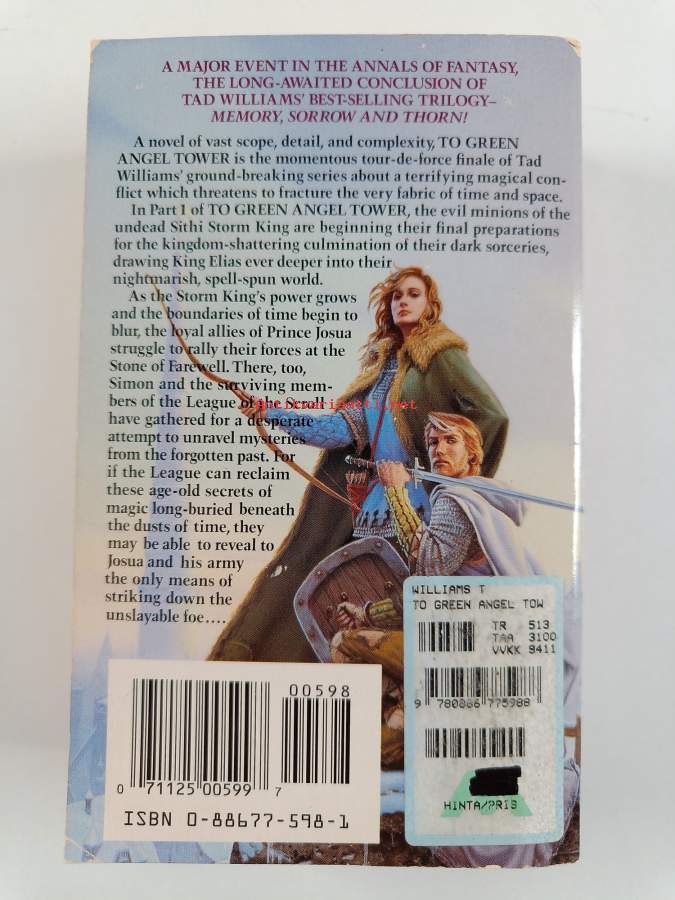 A MAJOR EVENT IN THE ANNALS OF FANTASY,
THE LONG-AWAITED CONCLUSION OF
TAD WILLIAMS' BEST-SELLING TRILOGY–
MEMORY, SORROW AND THORN!
A novel of vast scope, detail, and complexity, TO GREEN
ANGEL TOWER is the momentous tour-de-force finale of Tad
Williams' ground-breaking series about a terrifying magical con-
flict which threatens to fracture the very fabric of time and space.
In Part 1 of TO GREEN ANGEL TOWER, the evil minions of the
undead Sithi Storm King are beginning their final preparations
for the kingdom-shattering culmination of their dark sorceries,
drawing King Elias ever deeper into their
nightmarish, spell-spun world.
As the Storm King's power grows
and the boundaries of time begin to
blur, the loyal allies of Prince Josua
struggle to rally their forces at the
Stone of Farewell. There, too,
Simon and the surviving mem-
bers of the League of the Scroll
have gathered for a desperate
attempt to unravel mysteries
from the forgotten past. For
if the League can reclaim
these age-old secrets of
magic long-buried beneath
the dusts of time, they
may be able to reveal to
Josua and his army
the only means of
striking down the
unslayable foe....
antikvariaatti.net
WILLIAMS T
TO GREEN ANGEL TOW
TR 513
TAA 3100
VVKK 9411
9 780886 775988
HINTA/PRIS
00598
0 71125 00599 7
ISBN 0-88677-598-1